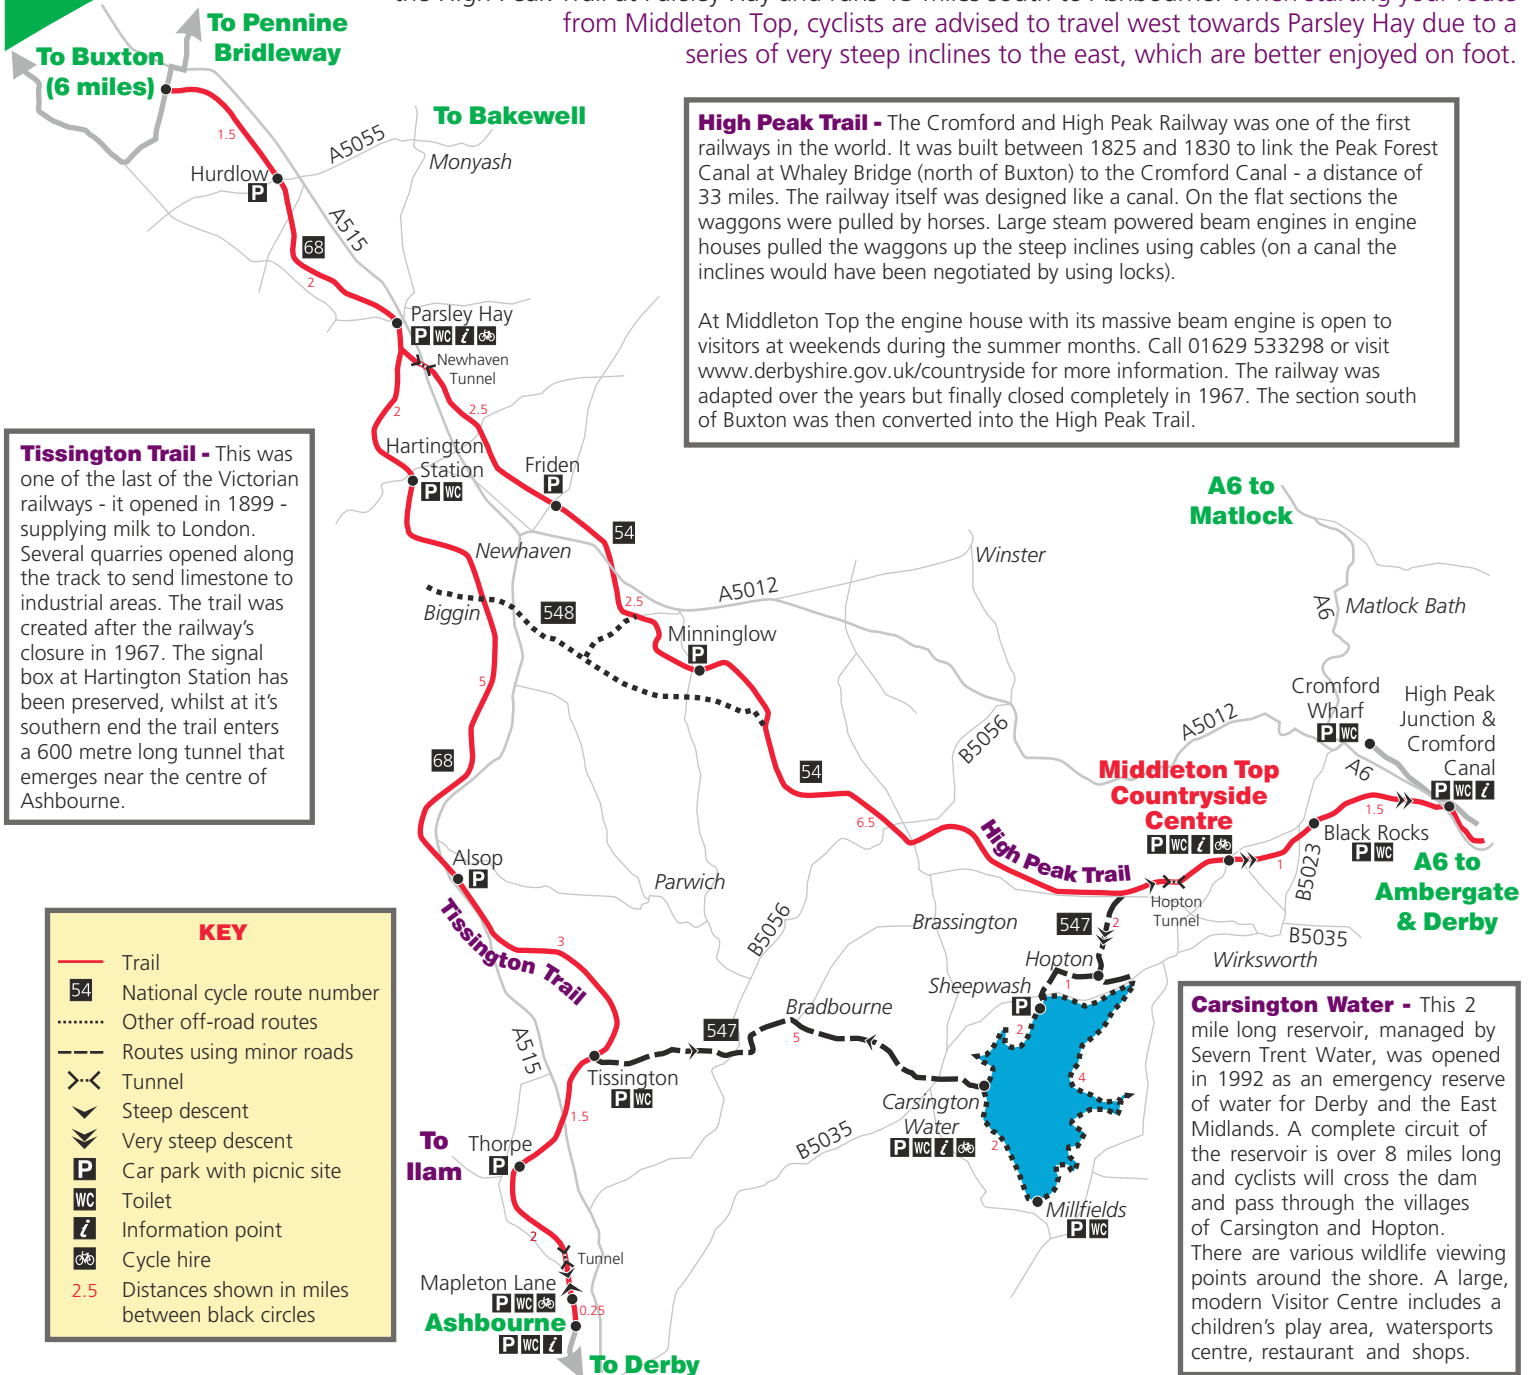 from Middleton Top, cyclists are advised to travel west towards Parsley Hay due to a
series of very steep inclines to the east, which are better enjoyed on foot.
To Pennine
Bridleway
To Buxton
(6 miles)
To Bakewell
1.5
A5055
Monyash
Hurdlow
P
A515
68
2
Parsley Hay
P WC i
Newhaven
Tunnel
2
2.5
Hartington
Station
P WC
Friden
P
54
High Peak Trail - The Cromford and High Peak Railway was one of the first
railways in the world. It was built between 1825 and 1830 to link the Peak Forest
Canal at Whaley Bridge (north of Buxton) to the Cromford Canal - a distance of
33 miles. The railway itself was designed like a canal. On the flat sections the
waggons were pulled by horses. Large steam powered beam engines in engine
houses pulled the waggons up the steep inclines using cables (on a canal the
inclines would have been negotiated by using locks).
At Middleton Top the engine house with its massive beam engine is open to
visitors at weekends during the summer months. Call 01629 533298 or visit
www.derbyshire.gov.uk/countryside for more information. The railway was
adapted over the years but finally closed completely in 1967. The section south
of Buxton was then converted into the High Peak Trail.
Tissington Trail - This was
one of the last of the Victorian
railways - it opened in 1899 -
supplying milk to London.
Several quarries opened along
the track to send limestone to
industrial areas. The trail was
created after the railway's
closure in 1967. The signal
box at Hartington Station has
been preserved, whilst at it's
southern end the trail enters
a 600 metre long tunnel that
emerges near the centre of
Ashbourne.
A6 to
Matlock
Newhaven
Winster
A5012
Biggin
548
2.5
Minninglow
P
A6
Matlock Bath
5
68
B5056
A5012
Cromford
Wharf
P WC
High Peak
Junction &
Cromford
Canal
P WC i
A6
54
6.5
Middleton Top
Countryside
Centre
P WC i
1.5
Black Rocks
P WC
1
B5023
A6 to
Ambergate
& Derby
High Peak Trail
Hopton
Tunnel
Alsop
P
Parwich
Tissington Trail
3
B5056
Brassington
547
2
B5035
Wirksworth
Hopton
Sheepwash
P
1
2
4
Bradbourne
547
5
A515
Tissington
P WC
Carsington
Water
P WC i
2
B5035
1.5
To
Ilam
Thorpe
P
Millfields
P WC
2
Tunnel
Mapleton Lane
P WC
0.25
Ashbourne
P WC i
To Derby
KEY
Trail
54 National cycle route number
Other off-road routes
Routes using minor roads
Tunnel
Steep descent
Very steep descent
P Car park with picnic site
WC Toilet
i Information point
Cycle hire
2.5 Distances shown in miles
between black circles
Carsington Water - This 2
mile long reservoir, managed by
Severn Trent Water, was opened
in 1992 as an emergency reserve
of water for Derby and the East
Midlands. A complete circuit of
the reservoir is over 8 miles long
and cyclists will cross the dam
and pass through the villages
of Carsington and Hopton.
There are various wildlife viewing
points around the shore. A large,
modern Visitor Centre includes a
children's play area, watersports
centre, restaurant and shops.